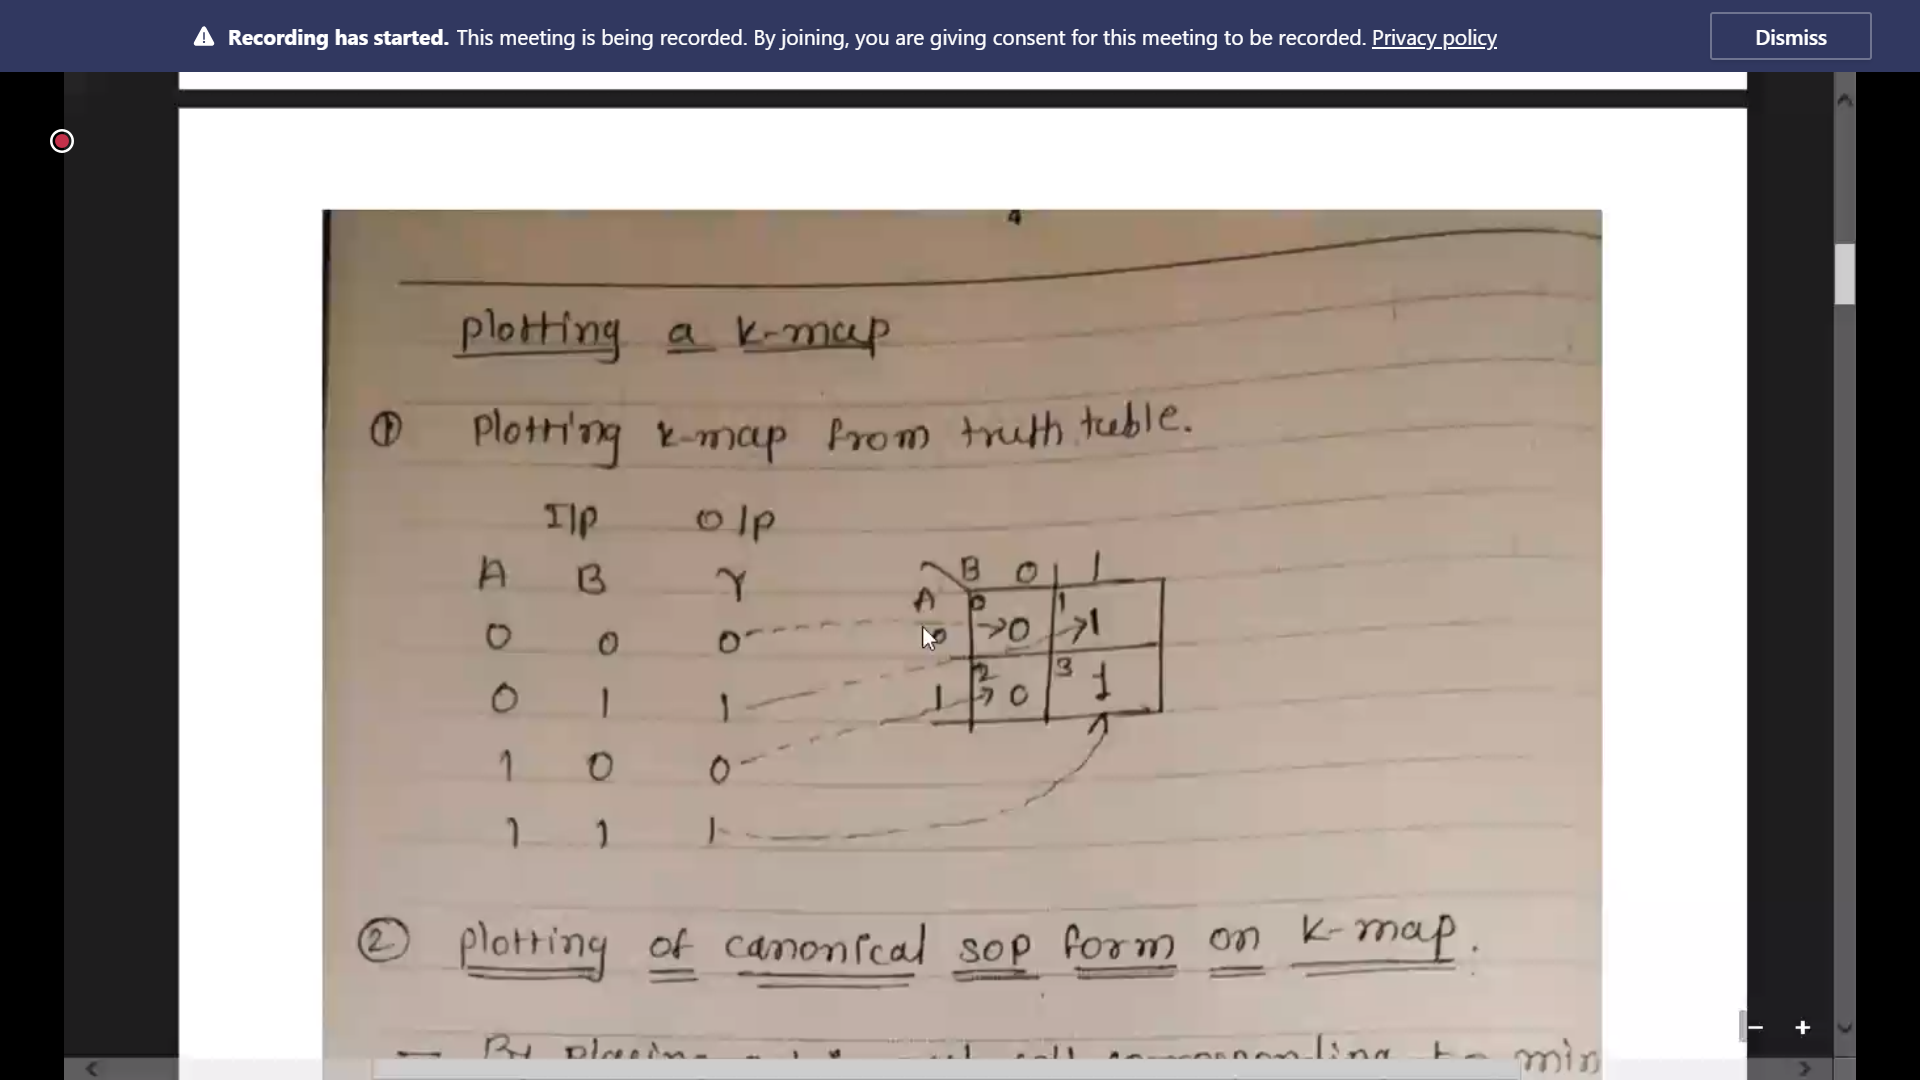 Recording has started. This meeting is being recorded. By joining, you are giving consent for this meeting to be recorded. Privacy policy
Dismiss
4
plotting a k-map
① Plotting k-map from truth table.
I/p O/p
A B Y
0 0 0
0 1 1
1 0 0
1 1 1
B 0 1
A 0 1
0 →0 →1
2 3
1 →0 1
② plotting of canonical SOP form on k-map.
— By placing corresponding to min